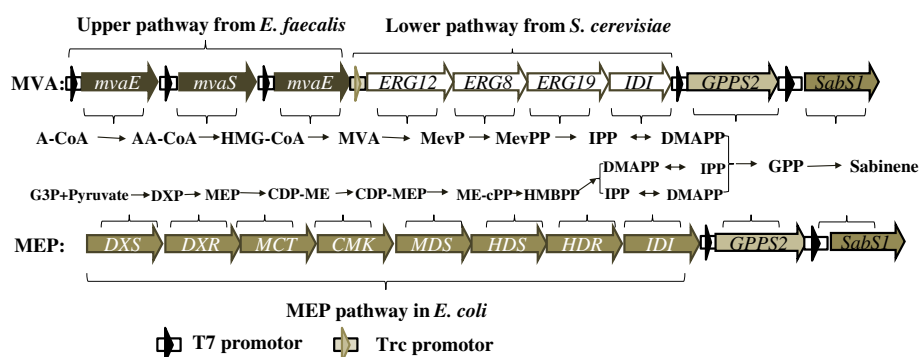 Upper pathway from E. faecalis Lower pathway from S. cerevisiae
MVA: mvaE mvaS mvaE ERG12 ERG8 ERG19 IDI GPPS2 SabS1
A-CoA AA-CoA HMG-CoA MVA MevP MevPP IPP DMAPP
DMAPP IPP GPP Sabinene
G3P+Pyruvate DXP MEP CDP-ME CDP-MEP ME-cPP HMBPP IPP DMAPP
MEP: DXS DXR MCT CMK MDS HDS HDR IDI GPPS2 SabS1
MEP pathway in E. coli
T7 promotor Trc promotor